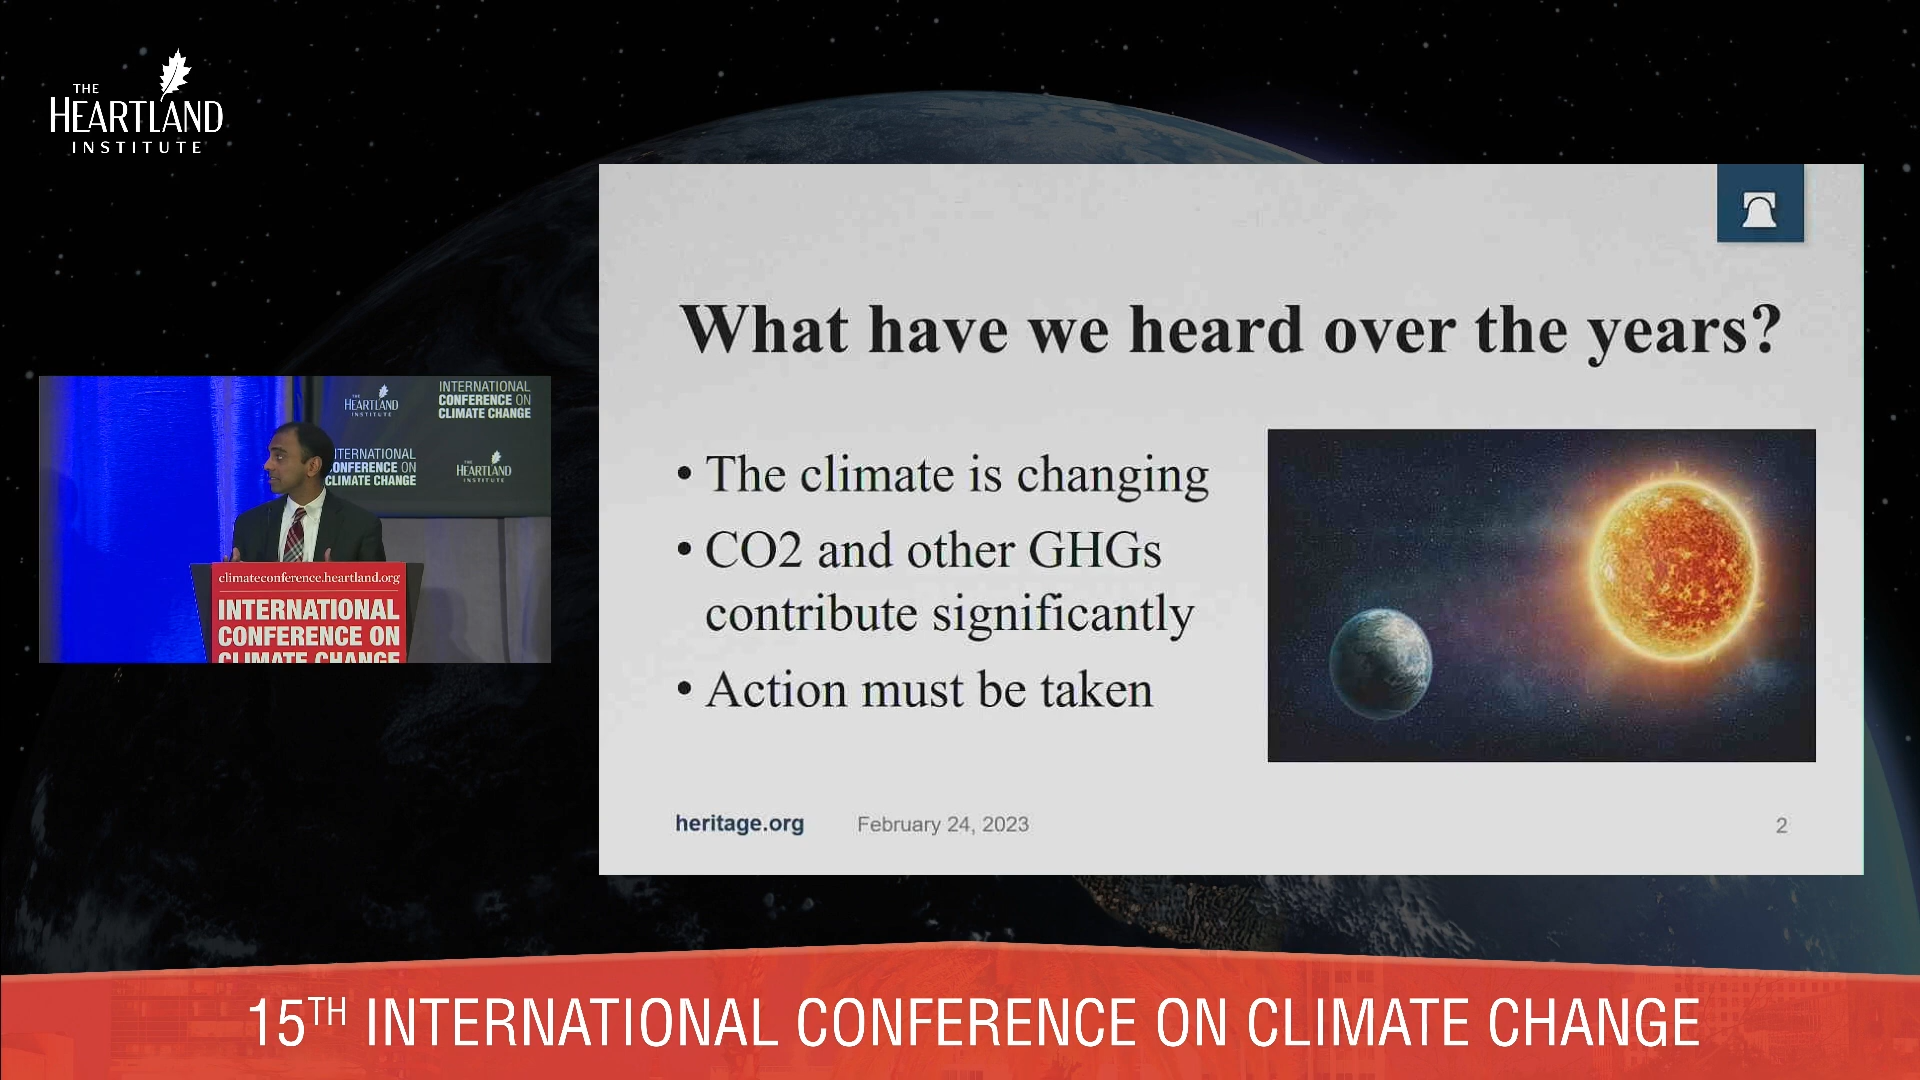 THE
HEARTLAND
INSTITUTE
What have we heard over the years?
• The climate is changing
• CO2 and other GHGs
contribute significantly
• Action must be taken
heritage.org February 24, 2023 2
THE
HEARTLAND
INSTITUTE
INTERNATIONAL
CONFERENCE ON
CLIMATE CHANGE
NTERNATIONAL
ONFERENCE ON
CLIMATE CHANGE
THE
HEARTLAND
INSTITUTE
climateconference.heartland.org
INTERNATIONAL
CONFERENCE ON
CLIMATE CHANGE
15TH INTERNATIONAL CONFERENCE ON CLIMATE CHANGE